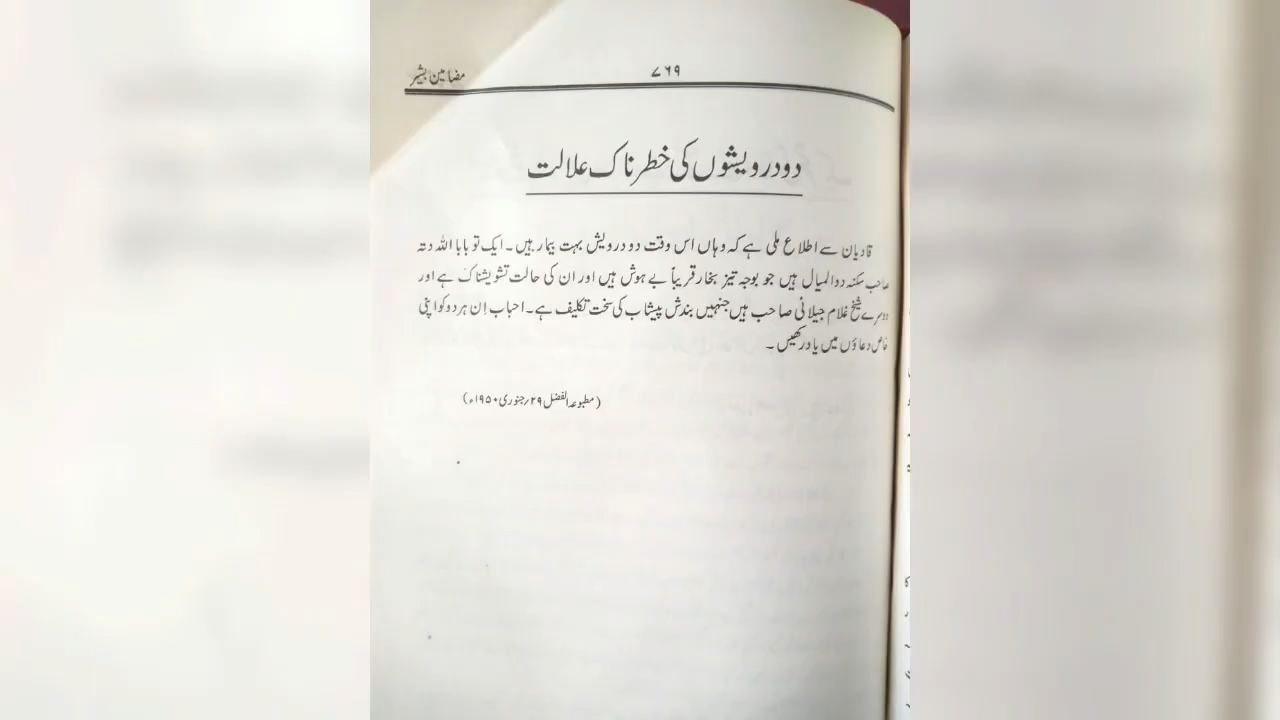 مضامین بشیر
۷۶۹
دو درویشوں کی خطرناک علالت
قادیان سے اطلاع ملی ہے کہ وہاں اس وقت دو درویش بہت بیمار ہیں۔ ایک تو بابا اللہ دتہ
صاحب سکنہ دوالمیال ہیں جو بوجہ تیز بخار قریباً بے ہوش ہیں اور ان کی حالت تشویشناک ہے اور
دوسرے شیخ غلام جیلانی صاحب ہیں جنہیں بندش پیشاب کی سخت تکلیف ہے۔ احباب اِن ہر دو کو اپنی
خاص دعاؤں میں یاد رکھیں۔
(مطبوعہ الفضل ۲۹؍جنوری ۱۹۵۰ء)